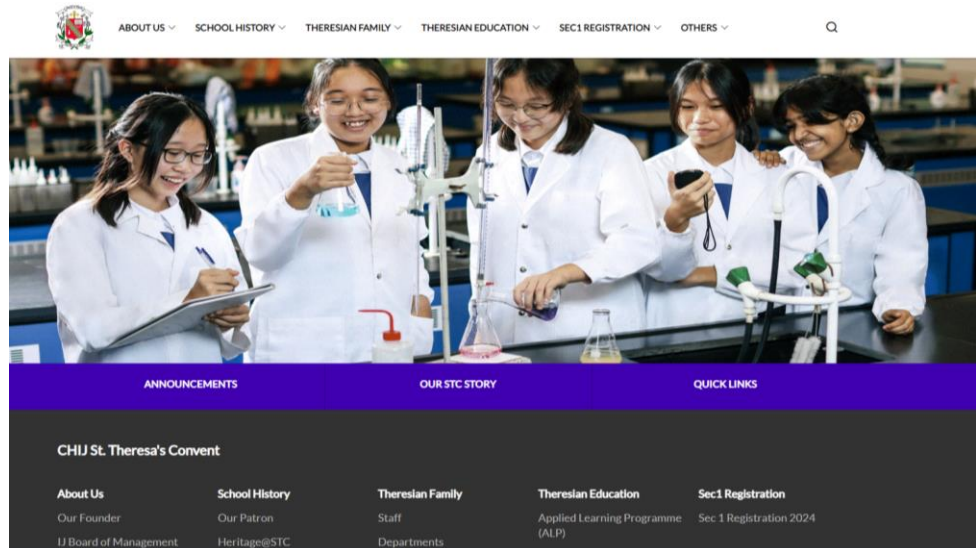 ABOUT US SCHOOL HISTORY THERESIAN FAMILY THERESIAN EDUCATION SEC1 REGISTRATION OTHERS
ANNOUNCEMENTS OUR STC STORY QUICK LINKS
CHIJ St. Theresa's Convent
About Us School History Theresian Family Theresian Education Sec1 Registration
Our Founder Our Patron Staff Applied Learning Programme Sec 1 Registration 2024
(ALP)
IJ Board of Management Heritage@STC Departments